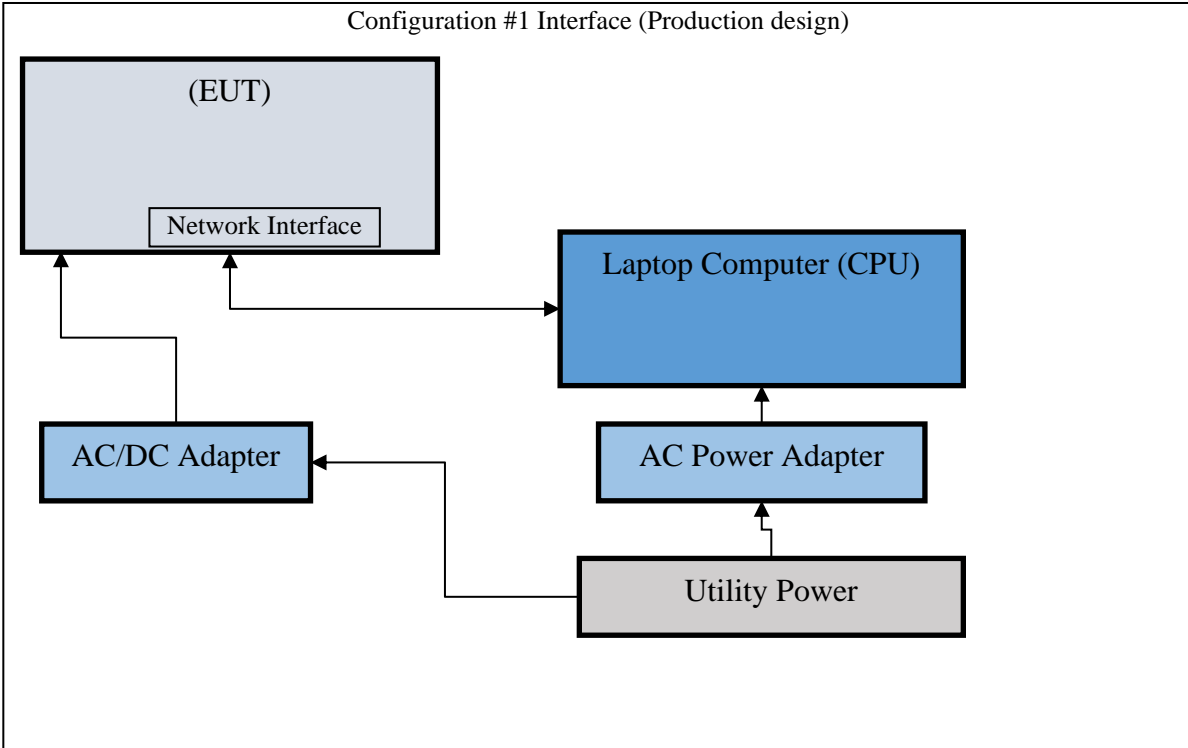 Configuration #1 Interface (Production design)
(EUT)
Network Interface
Laptop Computer (CPU)
AC/DC Adapter
AC Power Adapter
Utility Power